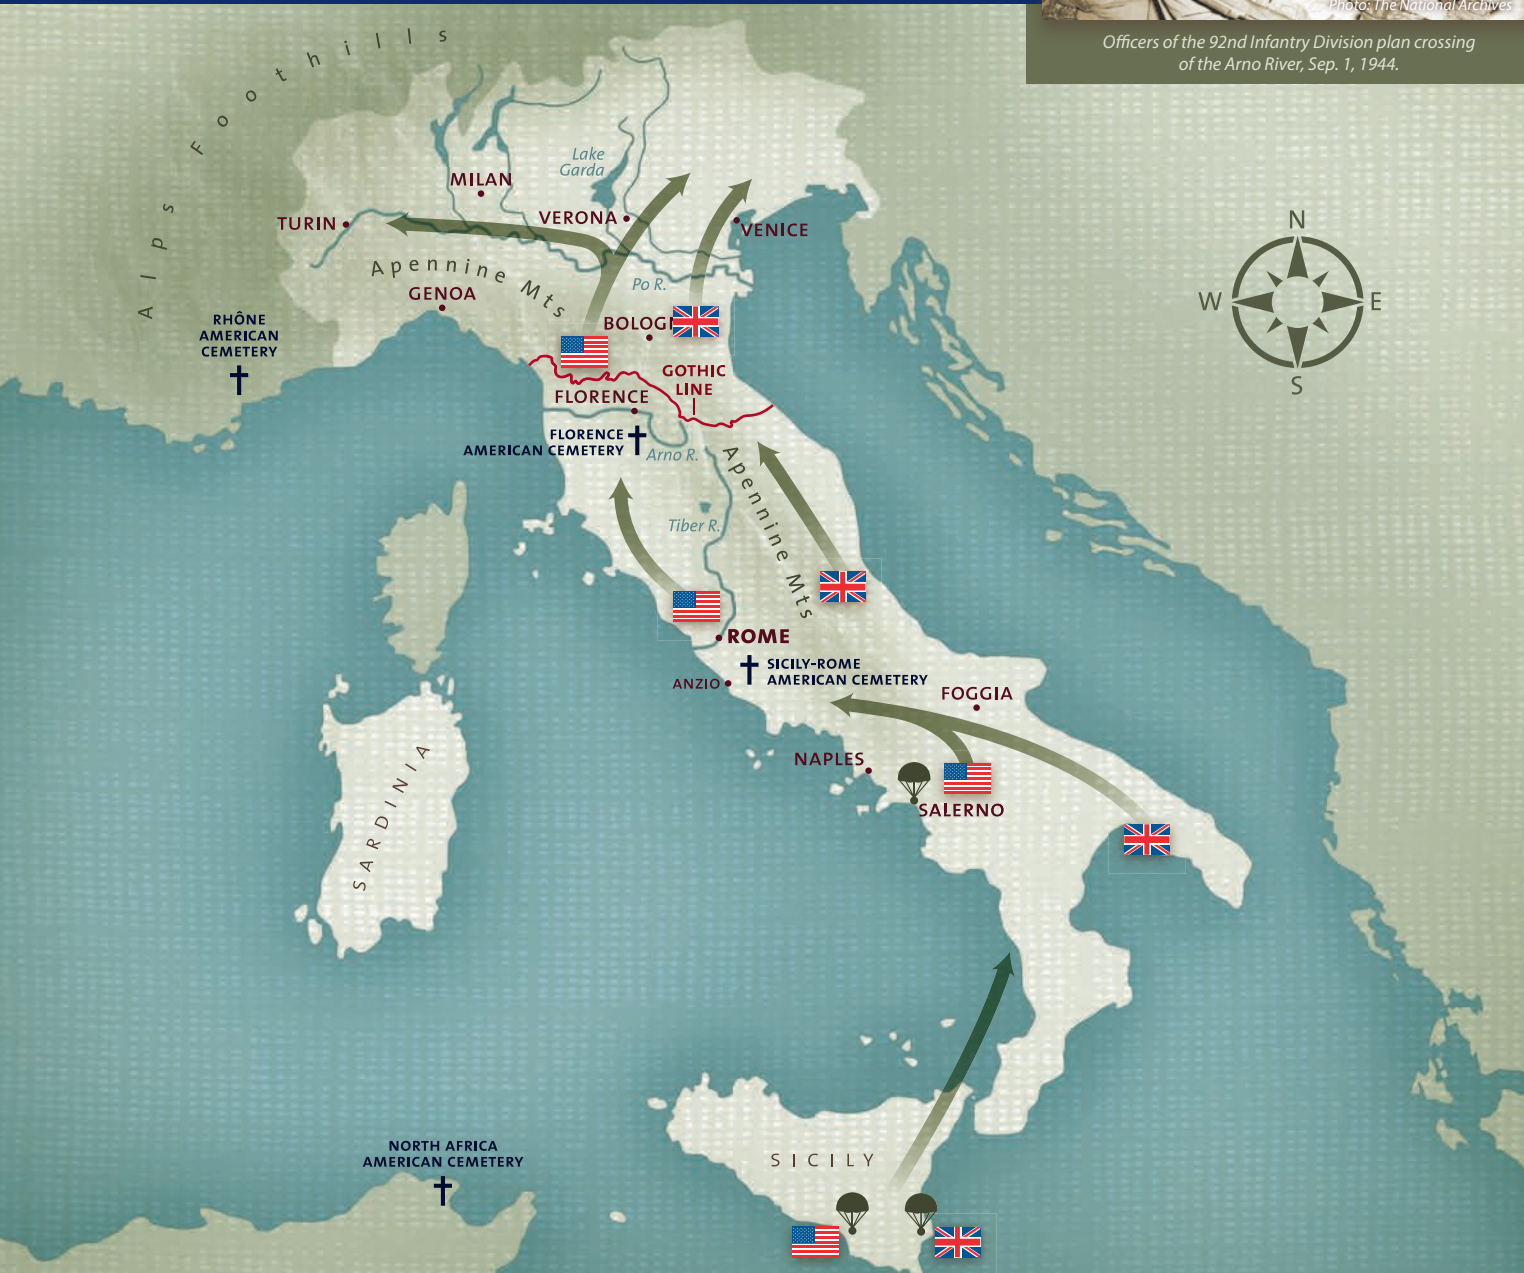 Photo: The National Archives
Officers of the 92nd Infantry Division plan crossing
of the Arno River, Sep. 1, 1944.
Alps Foothills
Lake
Garda
MILAN
TURIN
VERONA
VENICE
Apennine Mts
Po R.
GENOA
RHÔNE
AMERICAN
CEMETERY
BOLOG
GOTHIC
LINE
FLORENCE
FLORENCE
AMERICAN CEMETERY
Arno R.
Apennine Mts
Tiber R.
ROME
SICILY-ROME
AMERICAN CEMETERY
ANZIO
FOGGIA
NAPLES
SALERNO
SARDINIA
NORTH AFRICA
AMERICAN CEMETERY
SICILY
N
W
E
S